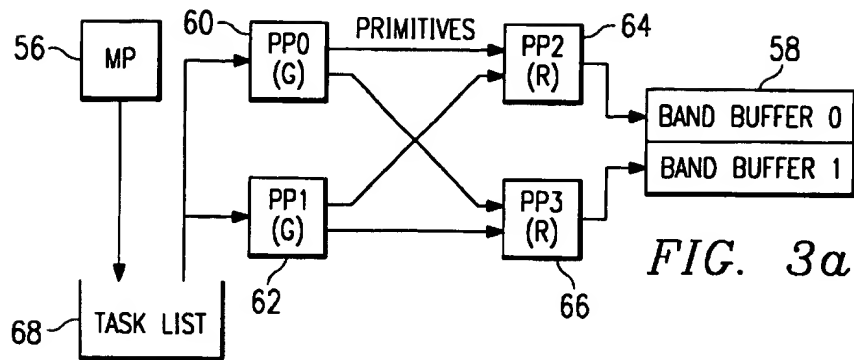 56
MP
60
PP0
(G)
PRIMITIVES
PP2
(R)
64
58
BAND BUFFER 0
BAND BUFFER 1
PP1
(G)
62
PP3
(R)
66
68
TASK LIST
FIG. 3a